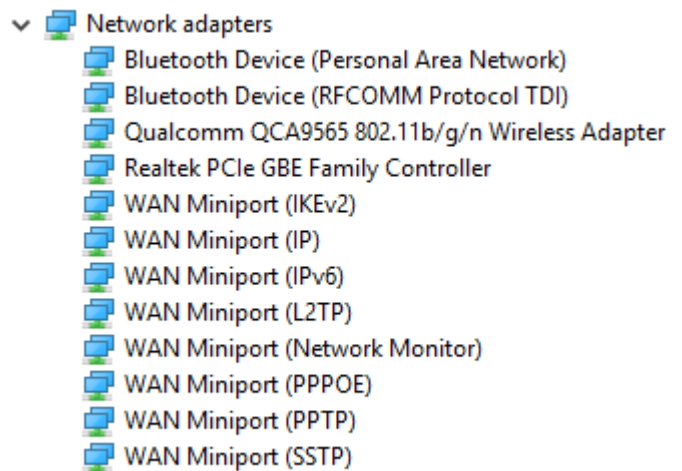 Network adapters
Bluetooth Device (Personal Area Network)
Bluetooth Device (RFCOMM Protocol TDI)
Qualcomm QCA9565 802.11b/g/n Wireless Adapter
Realtek PCIe GBE Family Controller
WAN Miniport (IKEv2)
WAN Miniport (IP)
WAN Miniport (IPv6)
WAN Miniport (L2TP)
WAN Miniport (Network Monitor)
WAN Miniport (PPPOE)
WAN Miniport (PPTP)
WAN Miniport (SSTP)